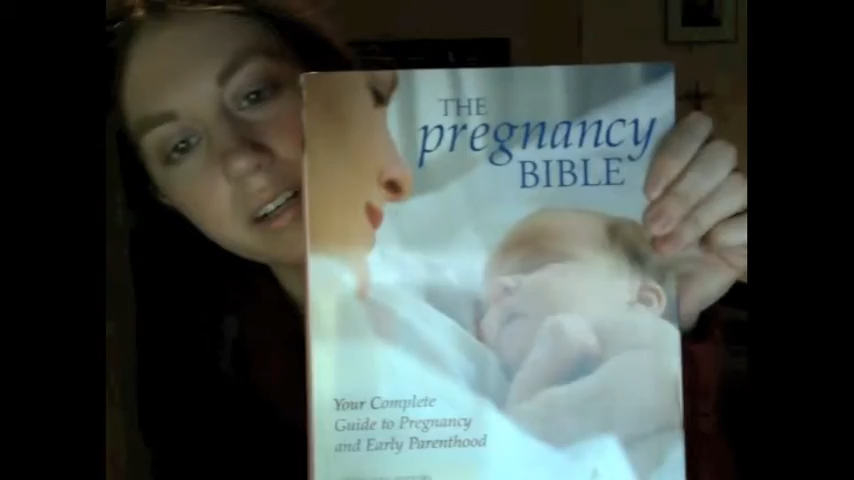 THE
pregnancy
BIBLE
Your Complete
Guide to Pregnancy
and Early Parenthood